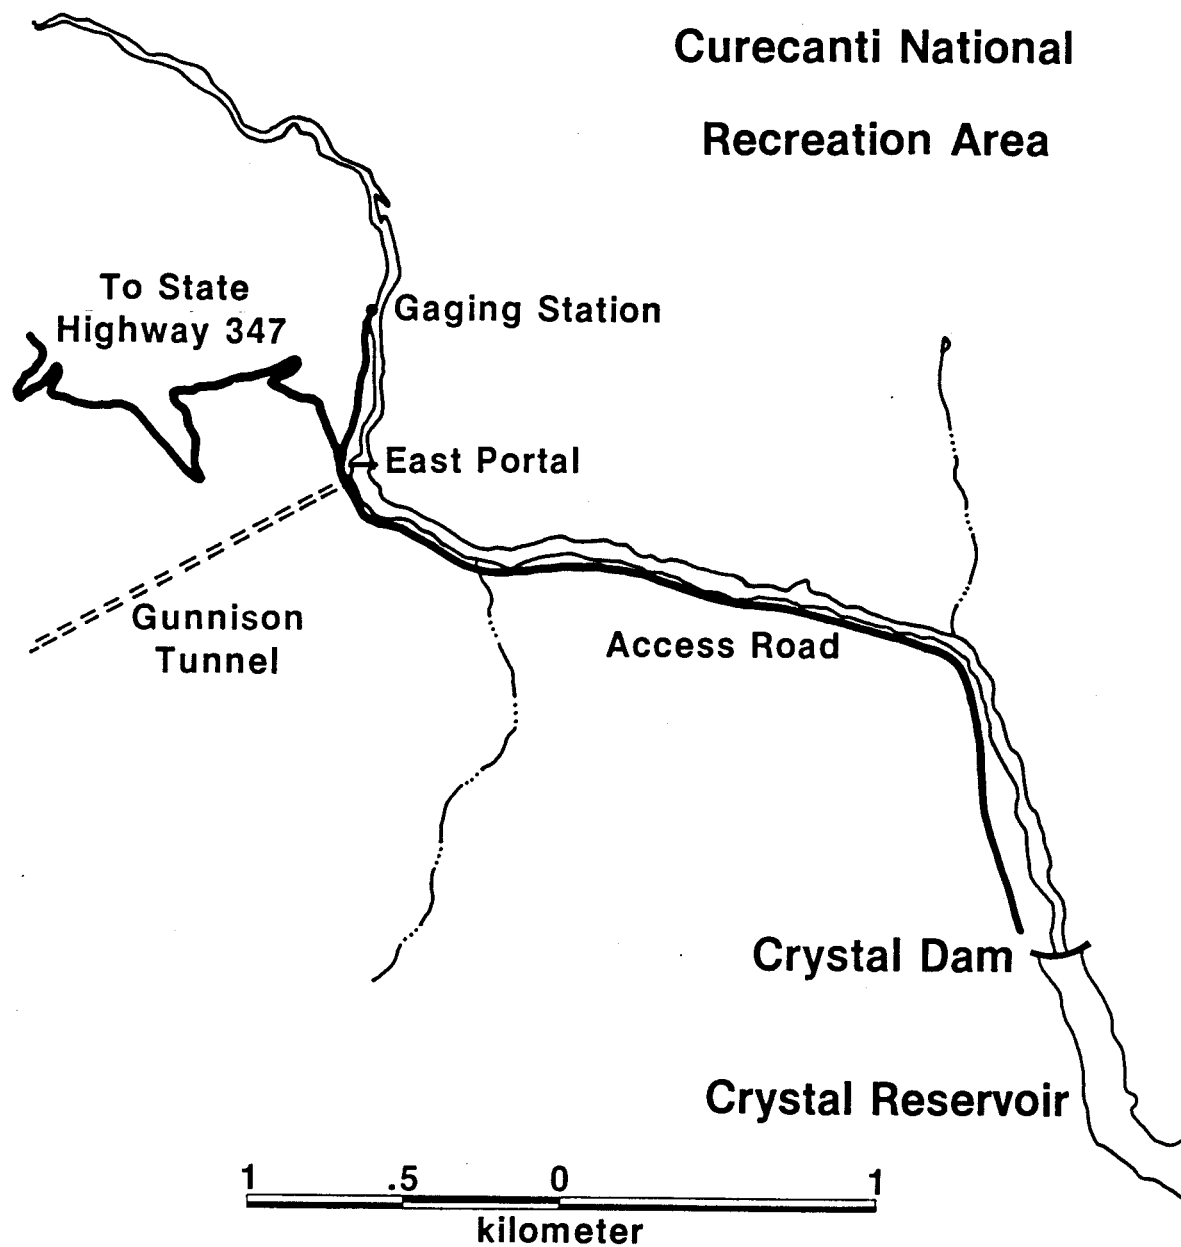 Curecanti National
Recreation Area
To State
Highway 347
Gaging Station
East Portal
Gunnison
Tunnel
Access Road
Crystal Dam
Crystal Reservoir
1 .5 0 1
kilometer